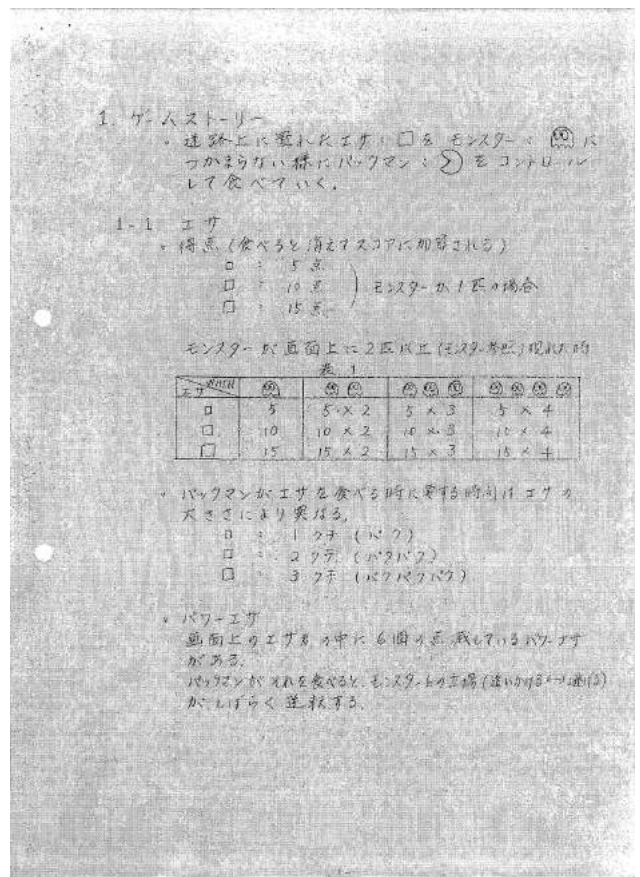 1. ゲームストーリー
。通路上に置れたエサ：□を モンスター： に
つかまらない様に パックマン： を コントロール
して 食べていく。
1-1 エサ
。得点（食べると消えてスコアに加算される）
□ : 5 点
□ : 10 点
□ : 15 点
モンスターが 1 匹の場合
モンスターが 画面上に 2 匹以上（モンスター参照）現れた時
表 1
エサ
□ 5 5 × 2 5 × 3 5 × 4
□ 10 10 × 2 10 × 3 10 × 4
□ 15 15 × 2 15 × 3 15 × 4
。パックマンが エサを 食べる時に要する時間は エサの
大きさにより 異なる。
□ : 1 クチ （パク）
□ : 2 クチ （パクパク）
□ : 3 クチ （パクパクパク）
。パワーエサ
画面上のエサ の中に 6 個の点滅しているパワーエサ
がある。
パックマンが それを食べると、モンスターとの立場（追いかける↔逃げる）
が しばらく 逆転する。